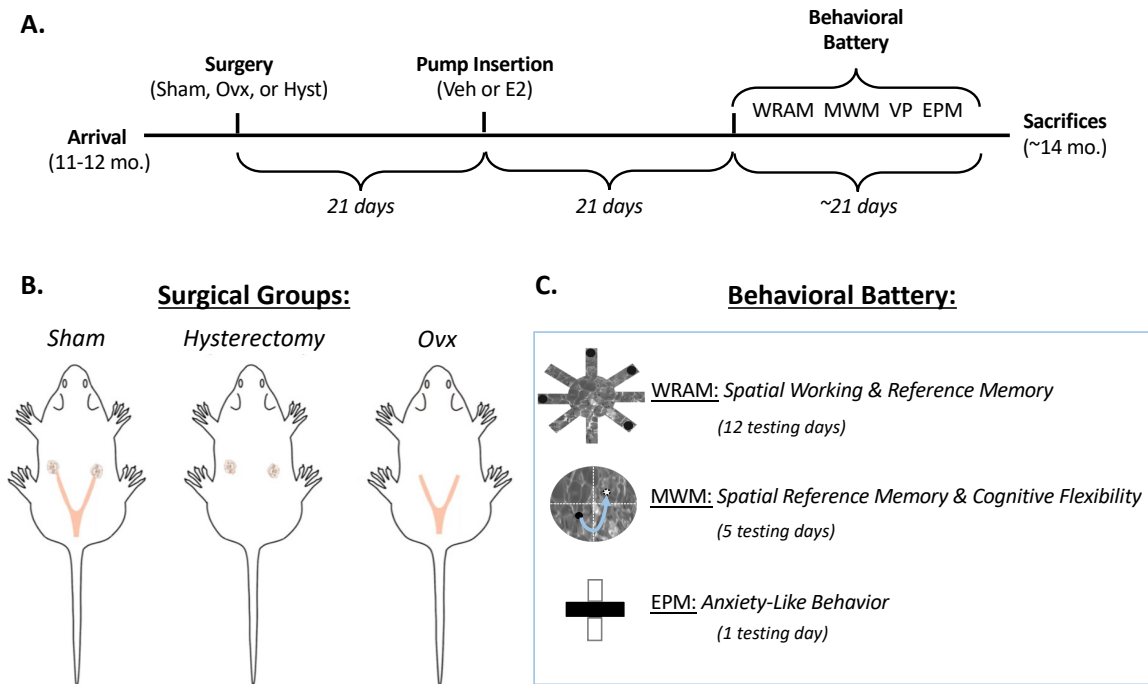 A.
Surgery
(Sham, Ovx, or Hyst)
Pump Insertion
(Veh or E2)
Behavioral
Battery
WRAM MWM VP EPM
Arrival
(11-12 mo.)
Sacrifices
(~14 mo.)
21 days
21 days
~21 days
B.
Surgical Groups:
Sham
Hysterectomy
Ovx
C.
Behavioral Battery:
WRAM: Spatial Working & Reference Memory
(12 testing days)
MWM: Spatial Reference Memory & Cognitive Flexibility
(5 testing days)
EPM: Anxiety-Like Behavior
(1 testing day)